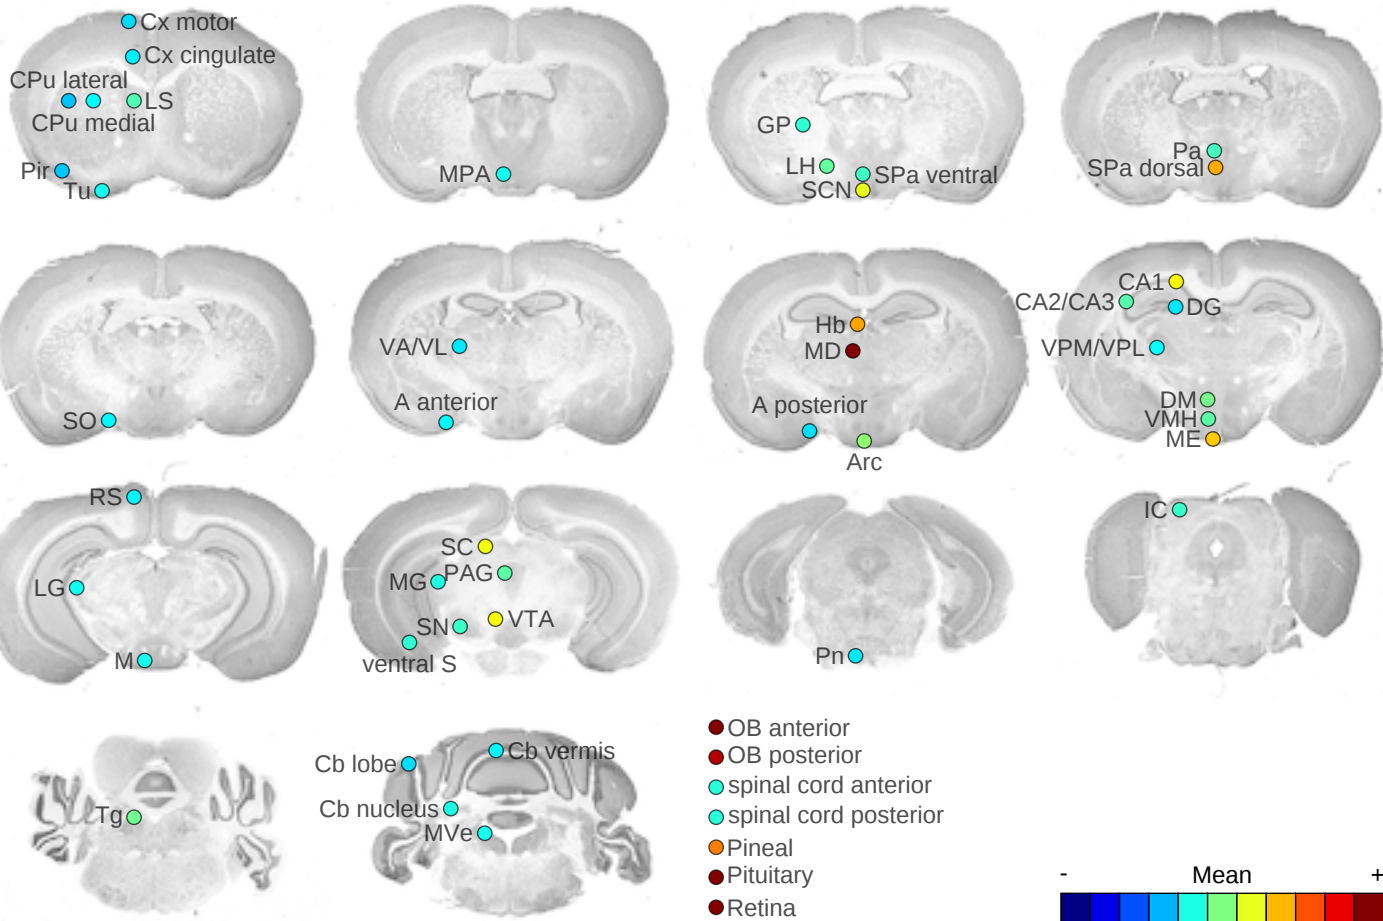 Cx motor
Cx cingulate
CPu lateral
LS
CPu medial
Pir
Tu
MPA
GP
LH
SPa ventral
SCN
Pa
SPa dorsal
SO
VA/VL
A anterior
Hb
MD
A posterior
Arc
CA1
CA2/CA3
DG
VPM/VPL
DM
VMH
ME
RS
LG
M
SC
PAG
MG
VTA
SN
ventral S
Pn
IC
Tg
Cb vermis
Cb lobe
Cb nucleus
MVe
OB anterior
OB posterior
spinal cord anterior
spinal cord posterior
Pineal
Pituitary
Retina
- Mean +